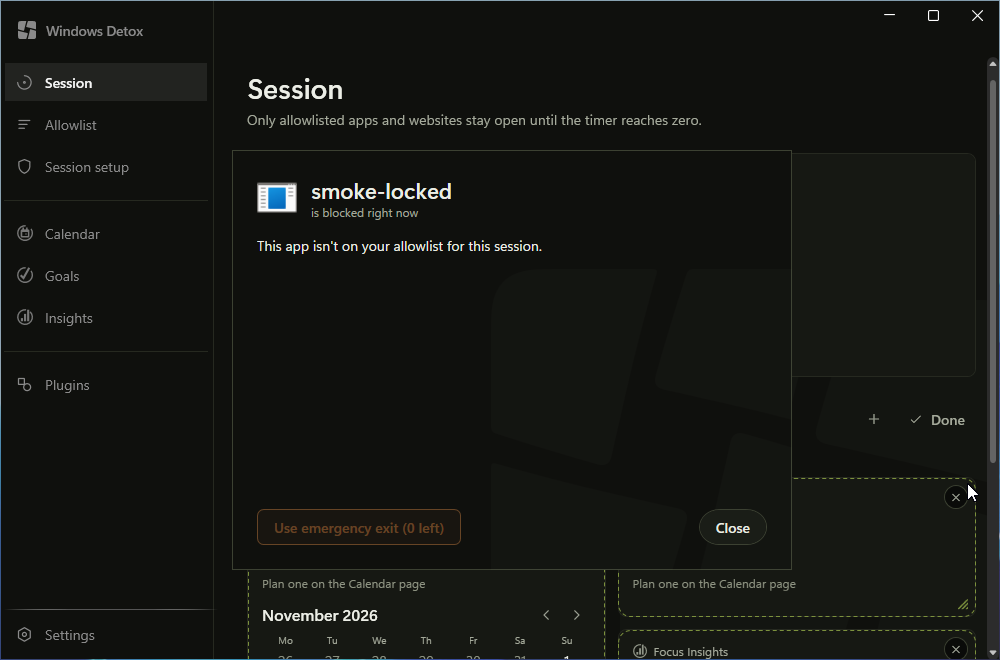 Windows Detox
Session
Allowlist
Session setup
Calendar
Goals
Insights
Plugins
Settings
Session
Only allowlisted apps and websites stay open until the timer reaches zero.
smoke-locked
is blocked right now
This app isn't on your allowlist for this session.
Use emergency exit (0 left)
Close
Done
Plan one on the Calendar page
Plan one on the Calendar page
November 2026
Mo Tu We Th Fr Sa Su
Focus Insights